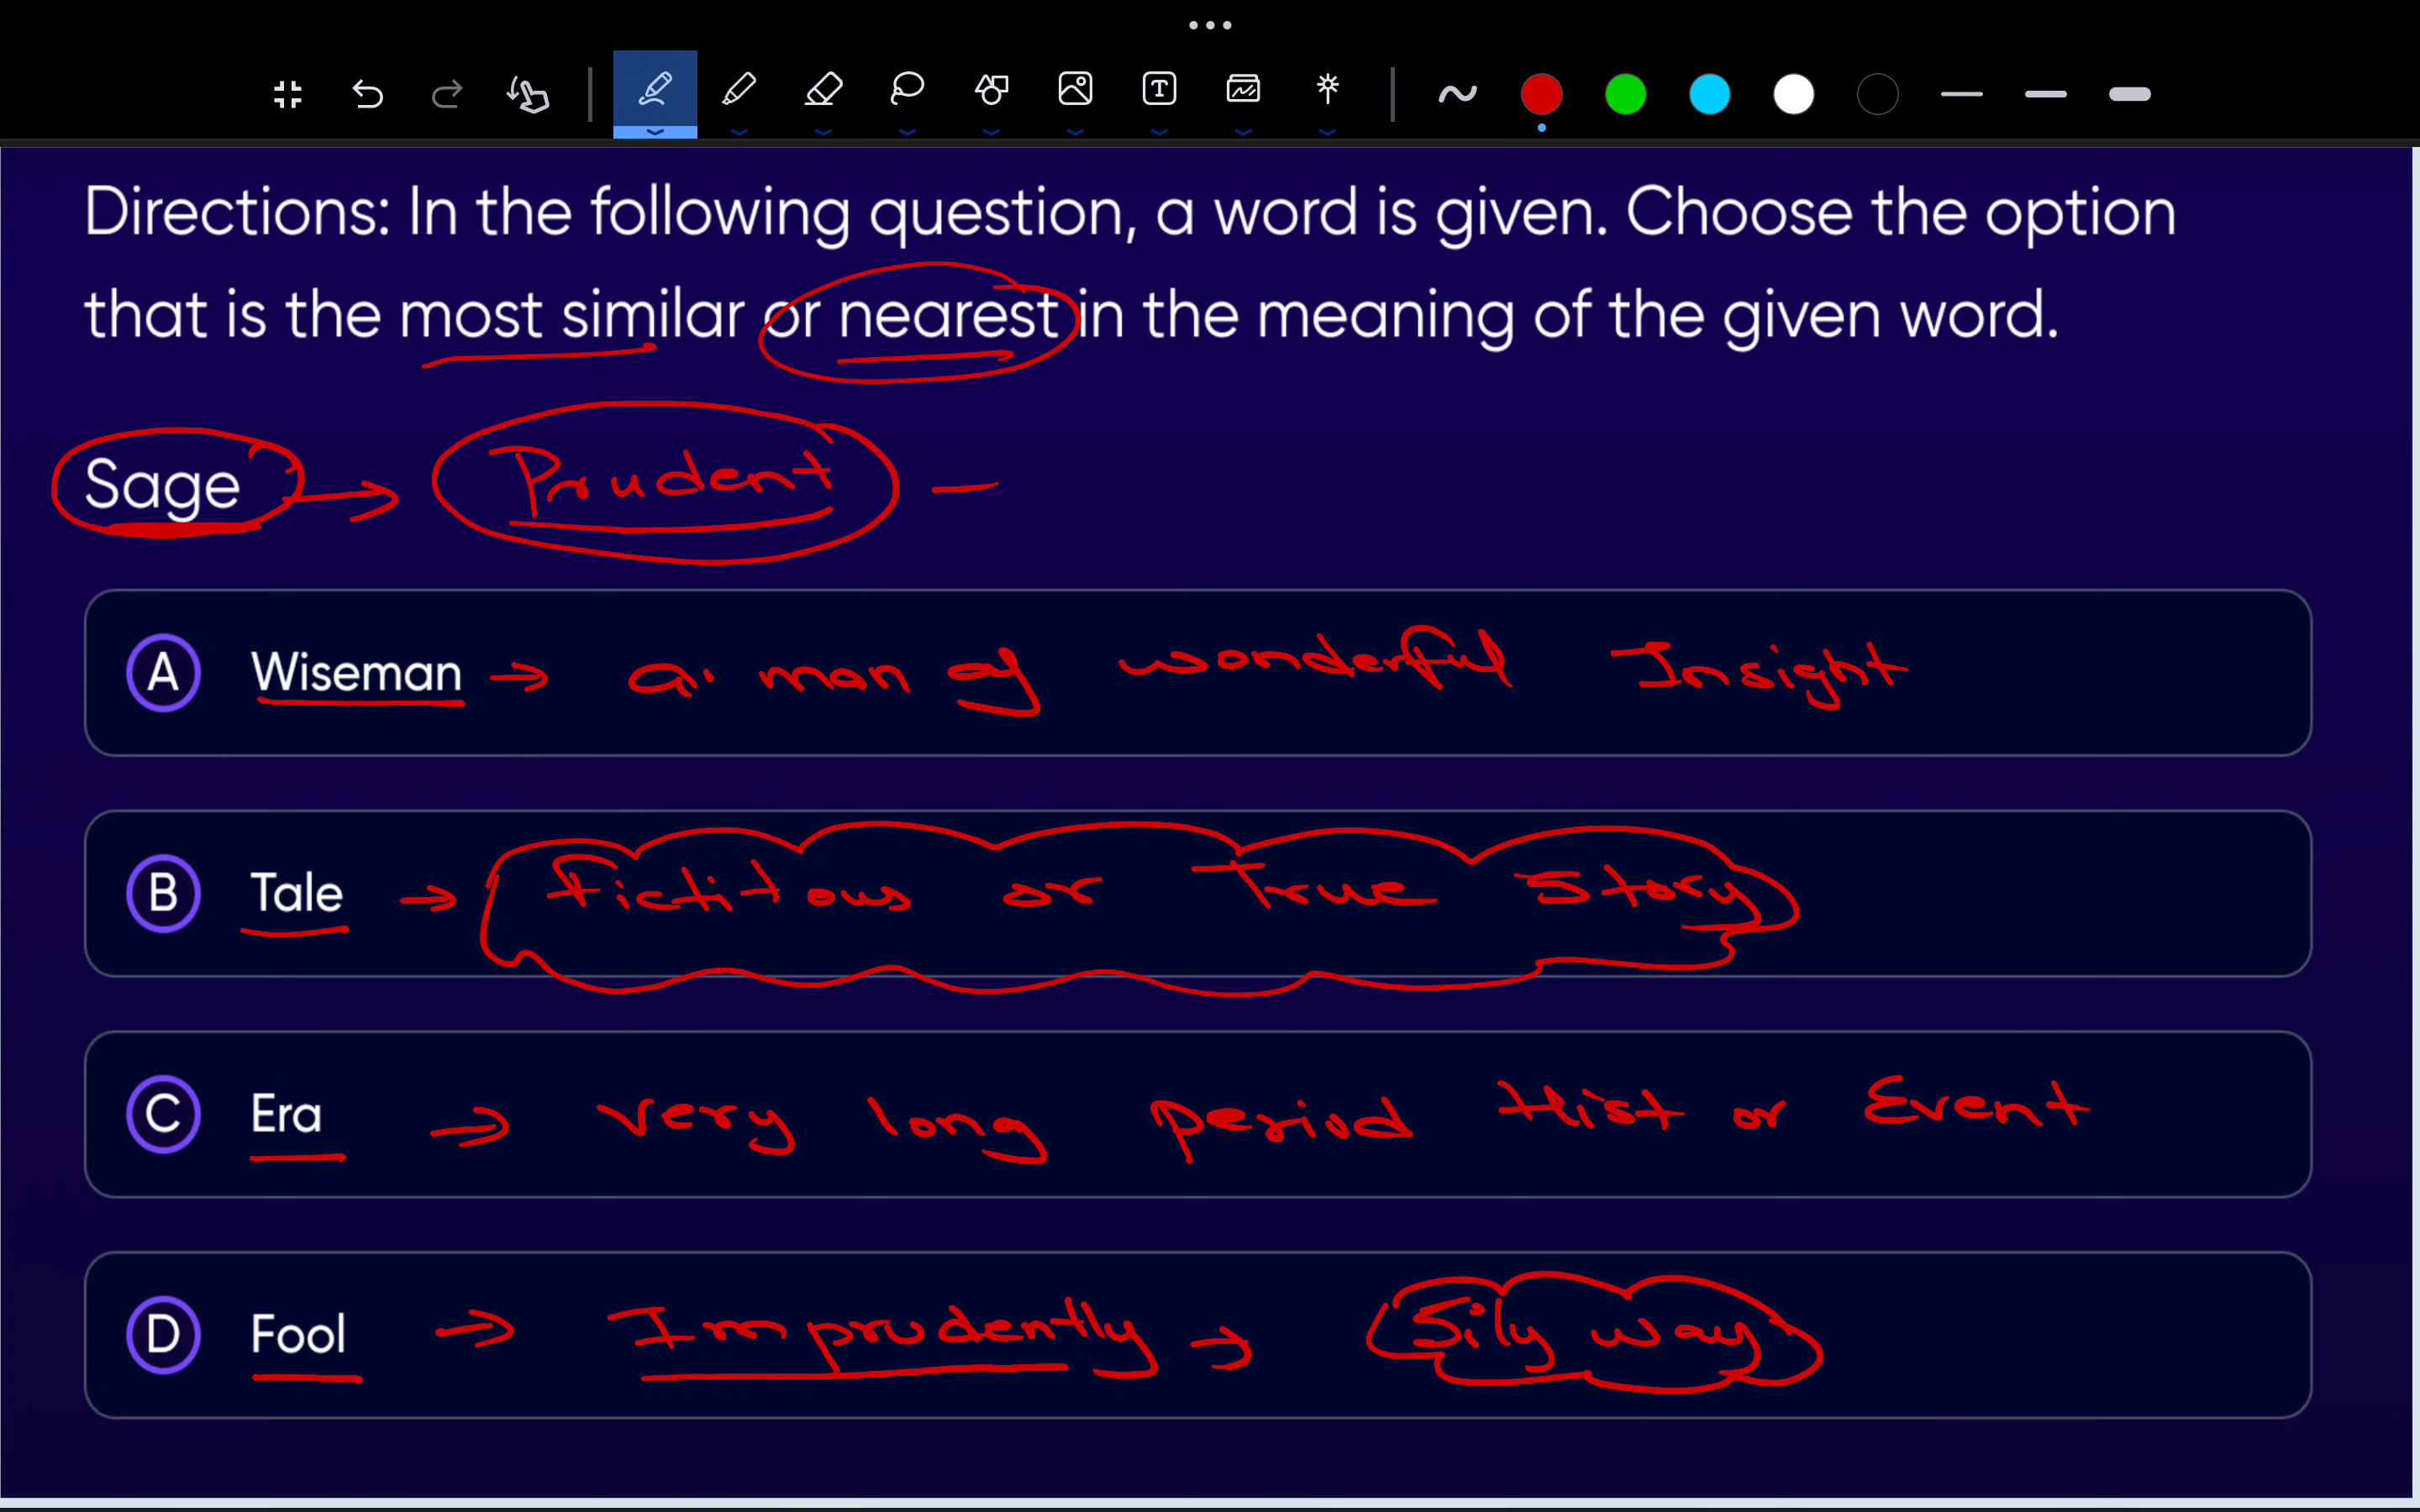 Directions: In the following question, a word is given. Choose the option
that is the most similar or nearest in the meaning of the given word.
Sage → Prudent —
A Wiseman → a man of wonderful Insight
B Tale ⇒ fictitous or True Story
C Era ⇒ very long period Hist or Event
D Fool ⇒ Imprudently ⇒ Sily way